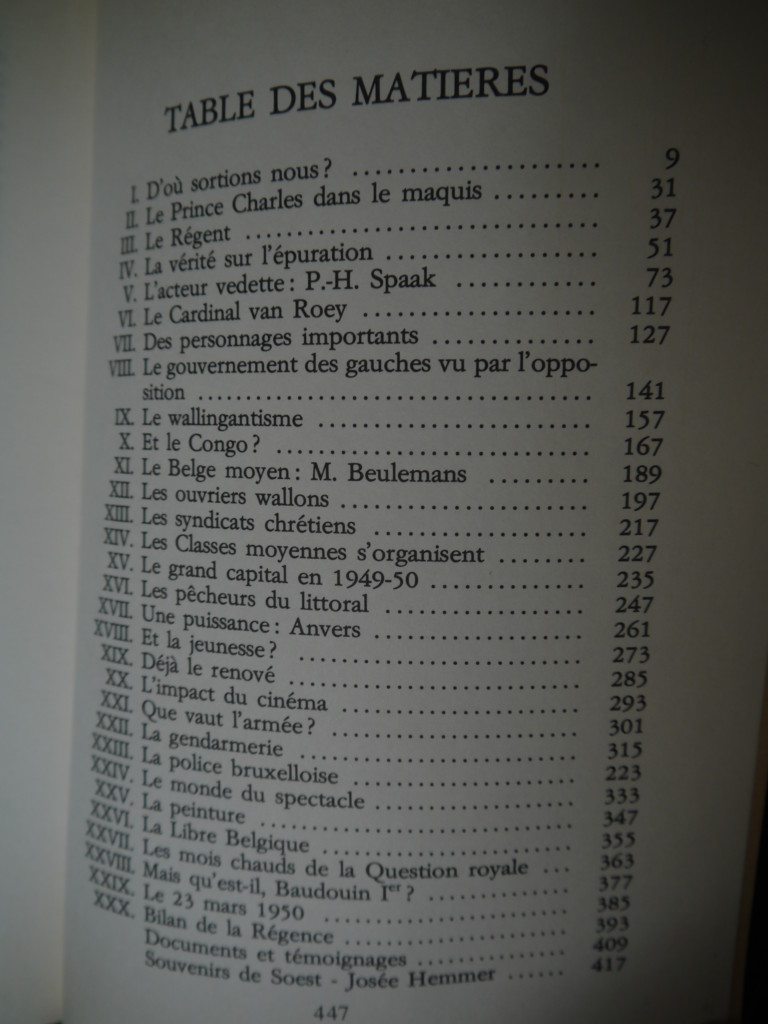 TABLE DES MATIERES
I. D'où sortions nous? ...................... 9
II. Le Prince Charles dans le maquis ......... 31
III. Le Régent .............................. 37
IV. La vérité sur l'épuration .................. 51
V. L'acteur vedette: P.-H. Spaak ............ 73
VI. Le Cardinal van Roey .................... 117
VII. Des personnages importants .............. 127
VIII. Le gouvernement des gauches vu par l'oppo-
sition .................................... 141
IX. Le wallingantisme ....................... 157
X. Et le Congo? ........................... 167
XI. Le Belge moyen: M. Beulemans ......... 189
XII. Les ouvriers wallons ..................... 197
XIII. Les syndicats chrétiens .................. 217
XIV. Les Classes moyennes s'organisent ........ 227
XV. Le grand capital en 1949-50 .............. 235
XVI. Les pêcheurs du littoral .................. 247
XVII. Une puissance: Anvers ................... 261
XVIII. Et la jeunesse? ......................... 273
XIX. Déjà le renové .......................... 285
XX. L'impact du cinéma ..................... 293
XXI. Que vaut l'armée? ...................... 301
XXII. La gendarmerie ......................... 315
XXIII. La police bruxelloise .................... 223
XXIV. Le monde du spectacle .................. 333
XXV. La peinture ............................ 347
XXVI. La Libre Belgique ...................... 355
XXVII. Les mois chauds de la Question royale ... 363
XXVIII. Mais qu'est-il, Baudouin Ier? ............ 377
XXIX. Le 23 mars 1950 ....................... 385
XXX. Bilan de la Régence .................... 393
Documents et témoignages ............... 409
Souvenirs de Soest - Josée Hemmer ...... 417
447